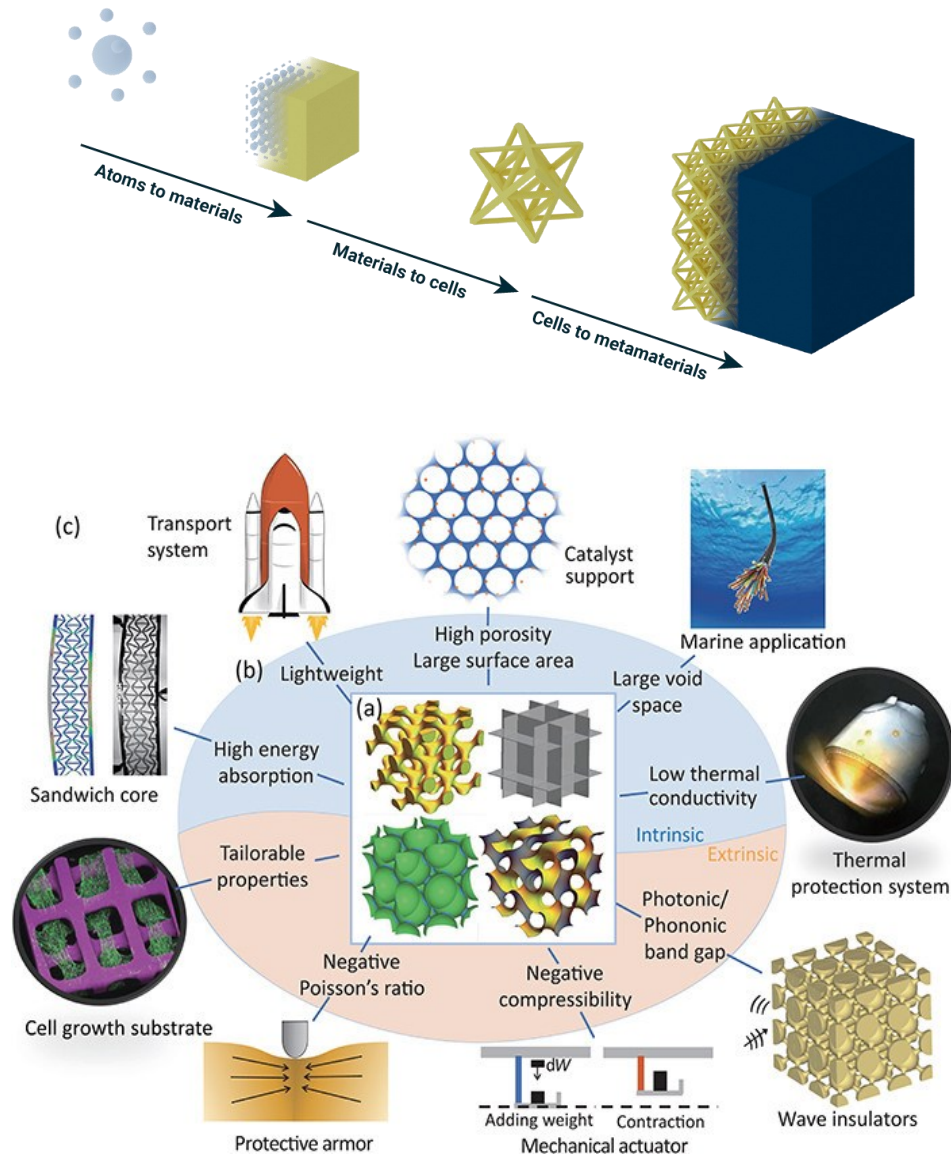 Atoms to materials
Materials to cells
Cells to metamaterials
(c)
Transport
system
Catalyst
support
Marine application
(b)
Lightweight
High porosity
Large surface area
Large void
space
(a)
High energy
absorption
Sandwich core
Low thermal
conductivity
Intrinsic
Extrinsic
Thermal
protection system
Tailorable
properties
Cell growth substrate
Photonic/
Phononic
band gap
Negative
Poisson's ratio
Negative
compressibility
dW
Adding weight
Contraction
Protective armor
Mechanical actuator
Wave insulators